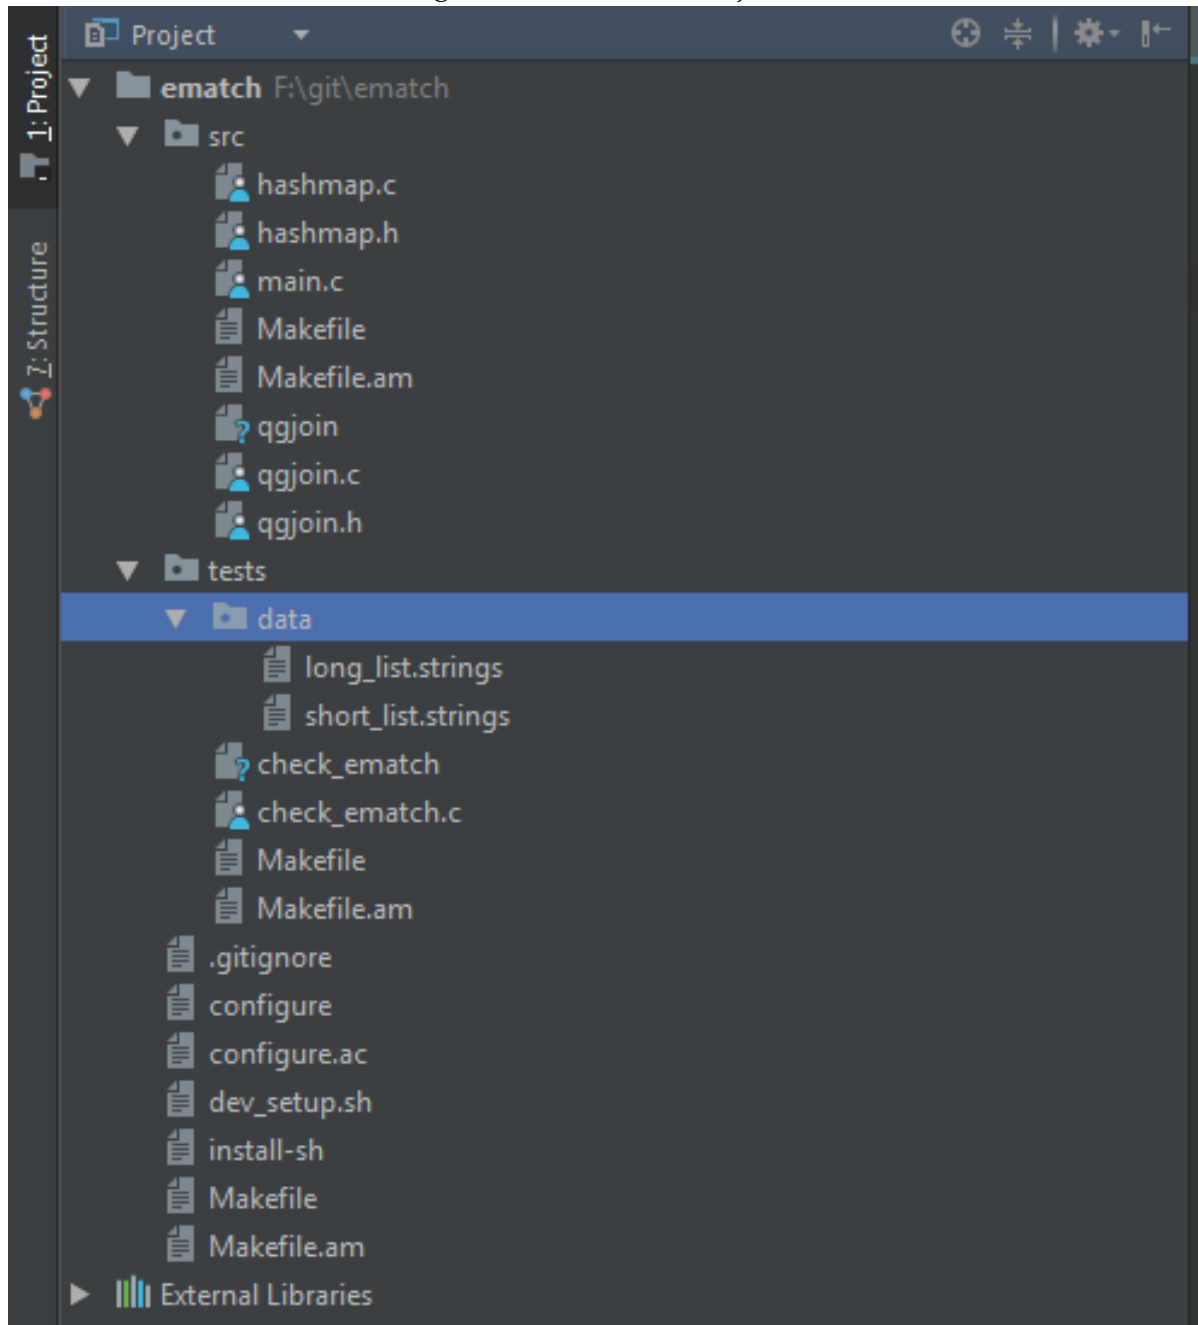 Project
1: Project
7: Structure
ematch F:\git\ematch
src
hashmap.c
hashmap.h
main.c
Makefile
Makefile.am
qgjoin
qgjoin.c
qgjoin.h
tests
data
long_list.strings
short_list.strings
check_ematch
check_ematch.c
Makefile
Makefile.am
.gitignore
configure
configure.ac
dev_setup.sh
install-sh
Makefile
Makefile.am
External Libraries